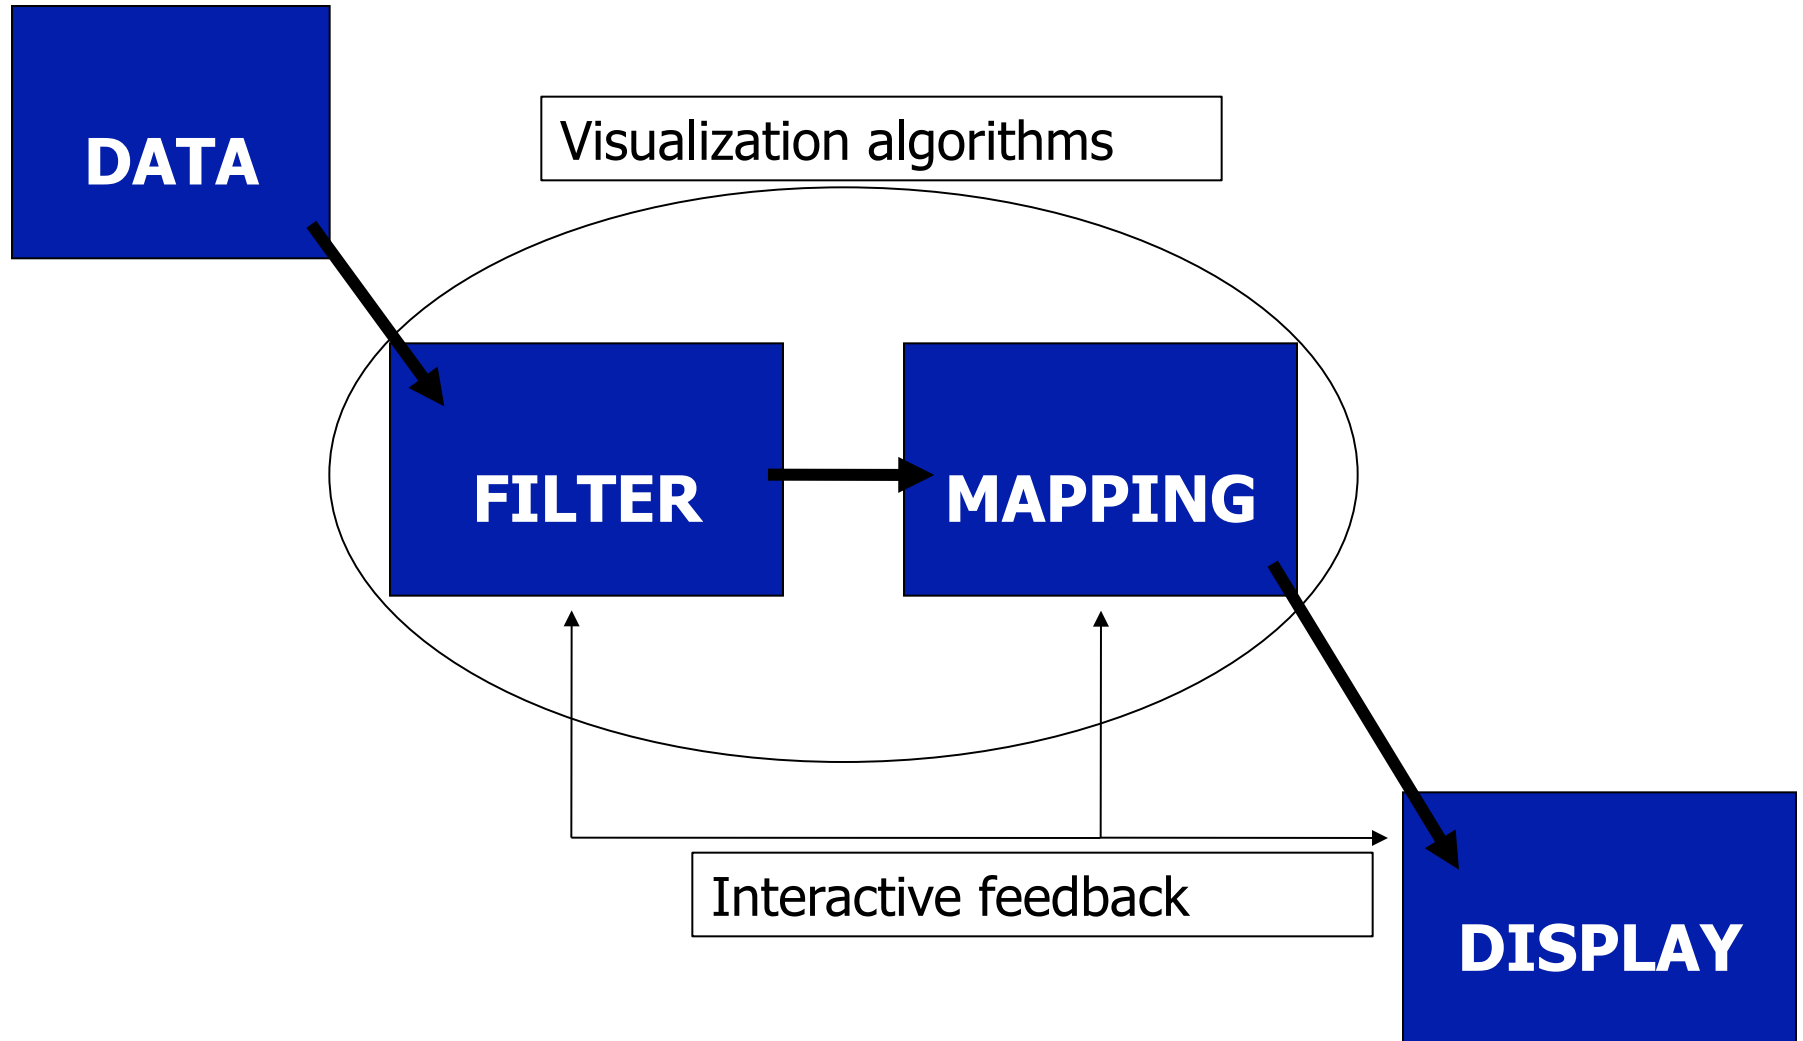 DATA
Visualization algorithms
FILTER
MAPPING
Interactive feedback
DISPLAY